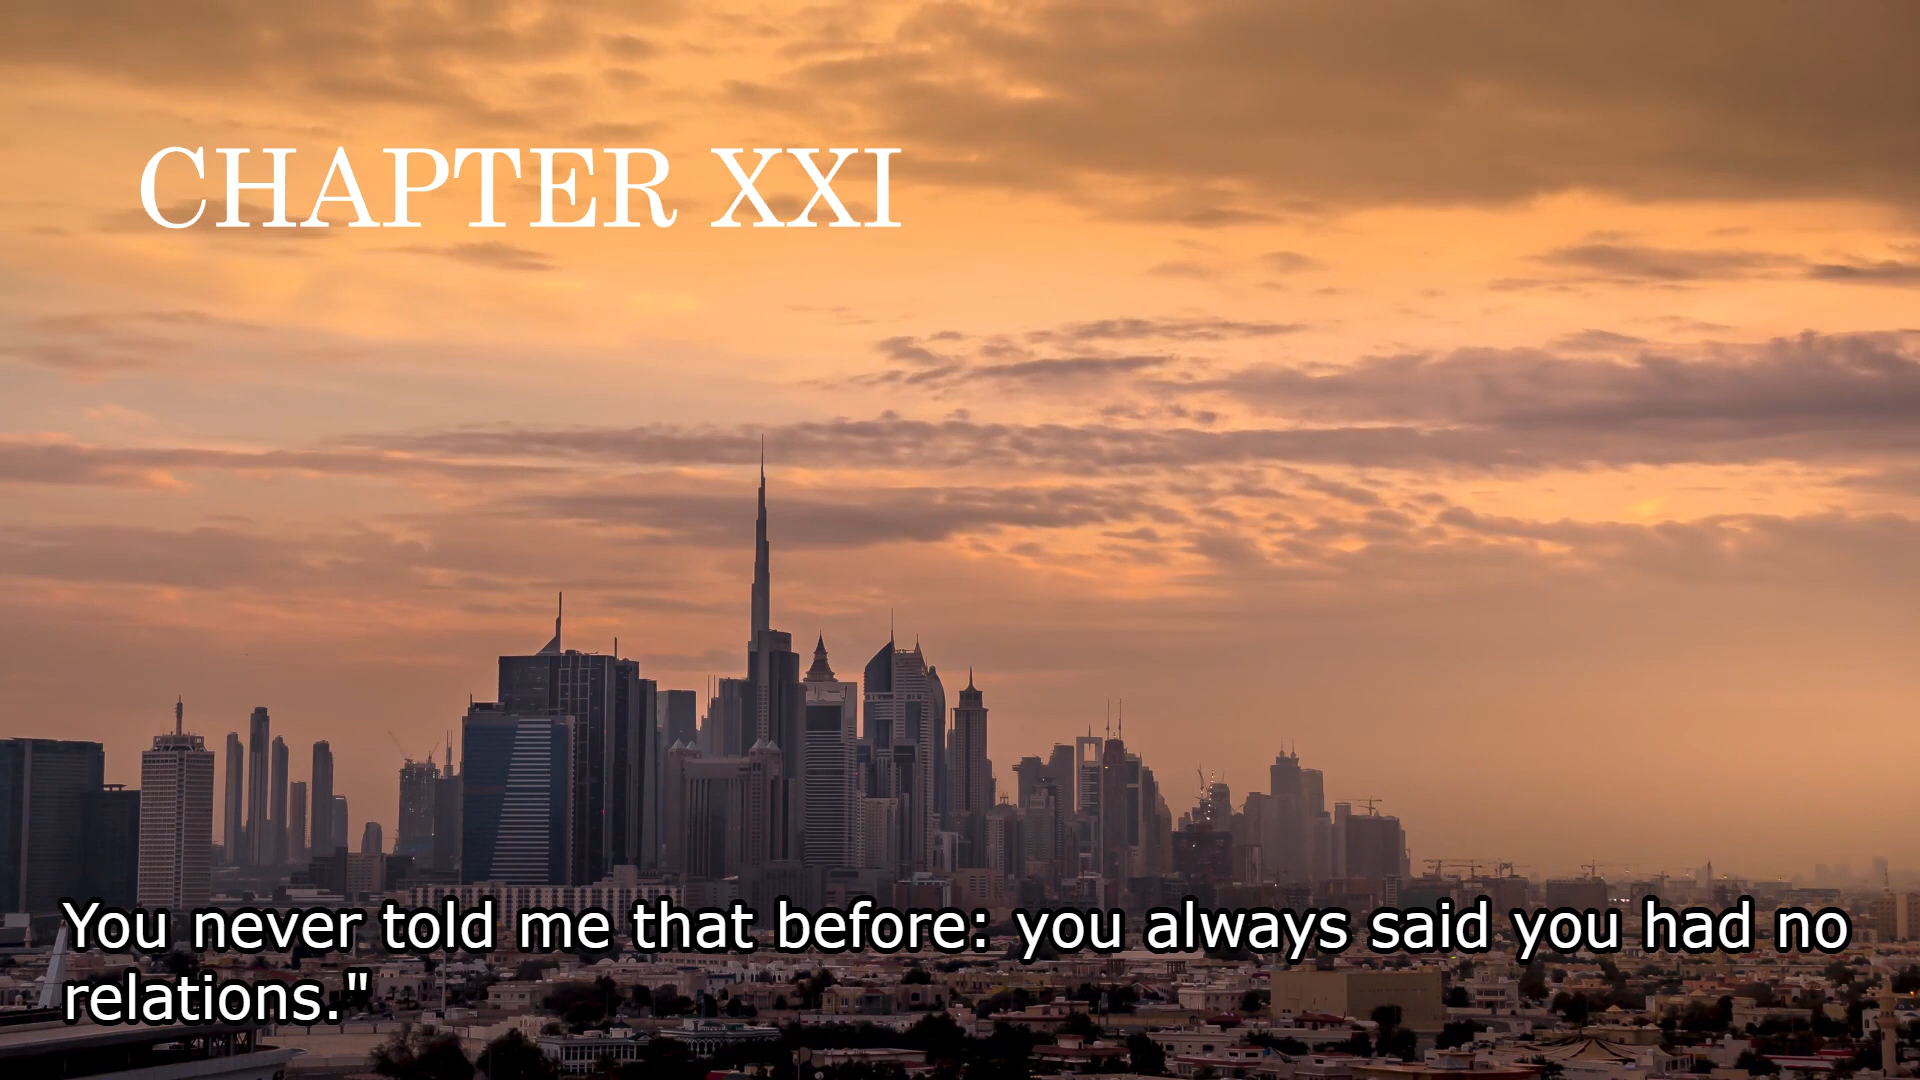 CHAPTER XXI
You never told me that before: you always said you had no
relations."